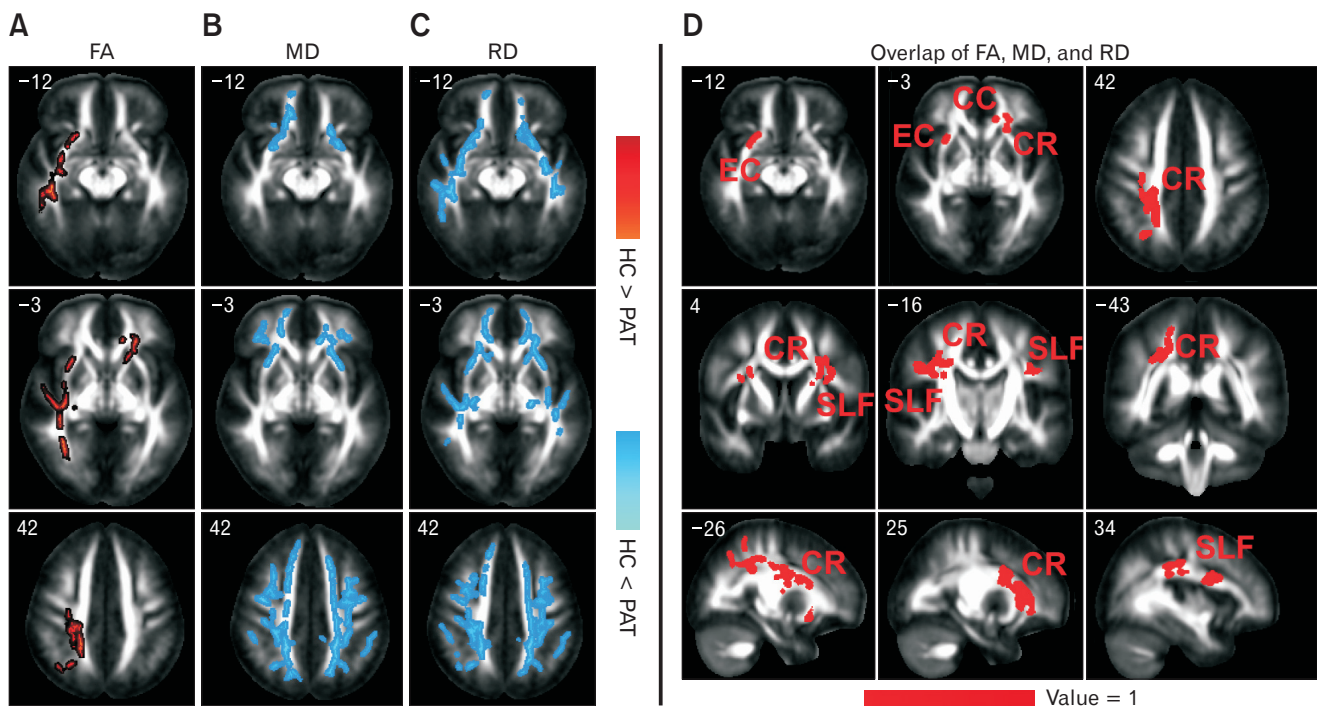 A B C D
FA MD RD Overlap of FA, MD, and RD
−12 −12 −12
−3 −3 −3
42 42 42
HC > PAT
HC < PAT
−12 −3 42
EC CC EC CR CR
4 −16 −43
CR SLF CR SLF SLF CR
−26 25 34
CR CR SLF
Value = 1